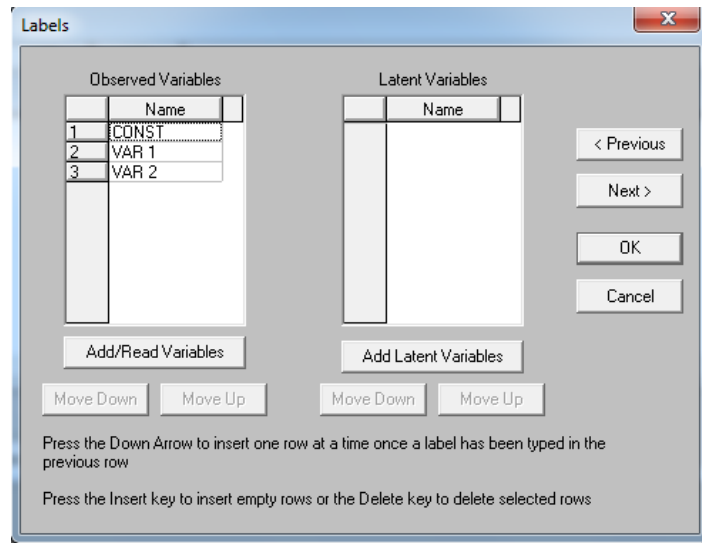 Labels
Observed Variables
Latent Variables
Name
Name
1 CONST
2 VAR 1
3 VAR 2
< Previous
Next >
OK
Cancel
Add/Read Variables
Add Latent Variables
Move Down
Move Up
Move Down
Move Up
Press the Down Arrow to insert one row at a time once a label has been typed in the
previous row
Press the Insert key to insert empty rows or the Delete key to delete selected rows